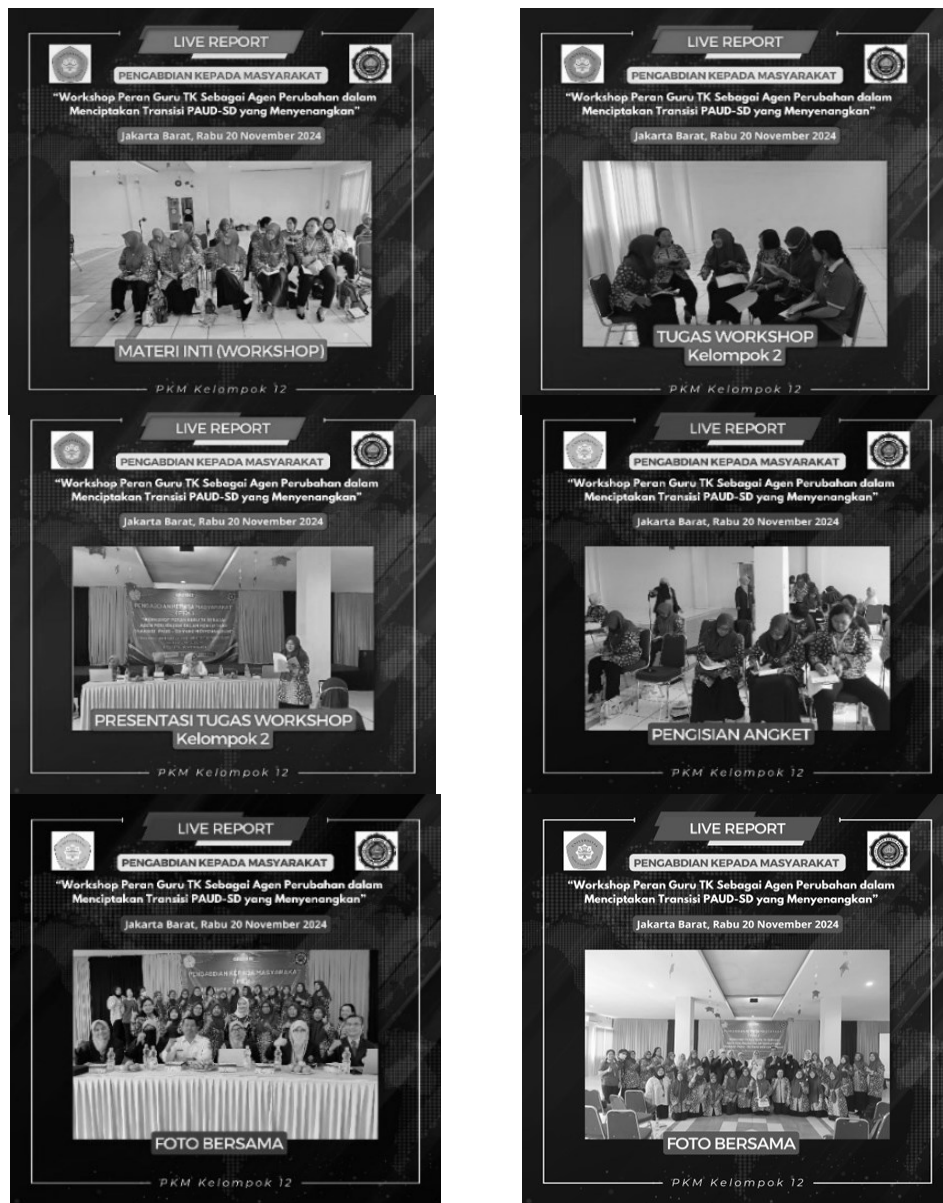 LIVE REPORT
PENGABDIAN KEPADA MASYARAKAT
“Workshop Peran Guru TK Sebagai Agen Perubahan dalam
Menciptakan Transisi PAUD-SD yang Menyenangkan”
Jakarta Barat, Rabu 20 November 2024
MATERI INTI (WORKSHOP)
PKM Kelompok 12
LIVE REPORT
PENGABDIAN KEPADA MASYARAKAT
“Workshop Peran Guru TK Sebagai Agen Perubahan dalam
Menciptakan Transisi PAUD-SD yang Menyenangkan”
Jakarta Barat, Rabu 20 November 2024
TUGAS WORKSHOP
Kelompok 2
PKM Kelompok 12
LIVE REPORT
PENGABDIAN KEPADA MASYARAKAT
“Workshop Peran Guru TK Sebagai Agen Perubahan dalam
Menciptakan Transisi PAUD-SD yang Menyenangkan”
Jakarta Barat, Rabu 20 November 2024
PENGABDIAN KEPADA MASYARAKAT
PRESENTASI TUGAS WORKSHOP
Kelompok 2
PKM Kelompok 12
LIVE REPORT
PENGABDIAN KEPADA MASYARAKAT
“Workshop Peran Guru TK Sebagai Agen Perubahan dalam
Menciptakan Transisi PAUD-SD yang Menyenangkan”
Jakarta Barat, Rabu 20 November 2024
PENGISIAN ANGKET
PKM Kelompok 12
LIVE REPORT
PENGABDIAN KEPADA MASYARAKAT
“Workshop Peran Guru TK Sebagai Agen Perubahan dalam
Menciptakan Transisi PAUD-SD yang Menyenangkan”
Jakarta Barat, Rabu 20 November 2024
PENGABDIAN KEPADA MASYARAKAT
FOTO BERSAMA
PKM Kelompok 12
LIVE REPORT
PENGABDIAN KEPADA MASYARAKAT
“Workshop Peran Guru TK Sebagai Agen Perubahan dalam
Menciptakan Transisi PAUD-SD yang Menyenangkan”
Jakarta Barat, Rabu 20 November 2024
FOTO BERSAMA
PKM Kelompok 12